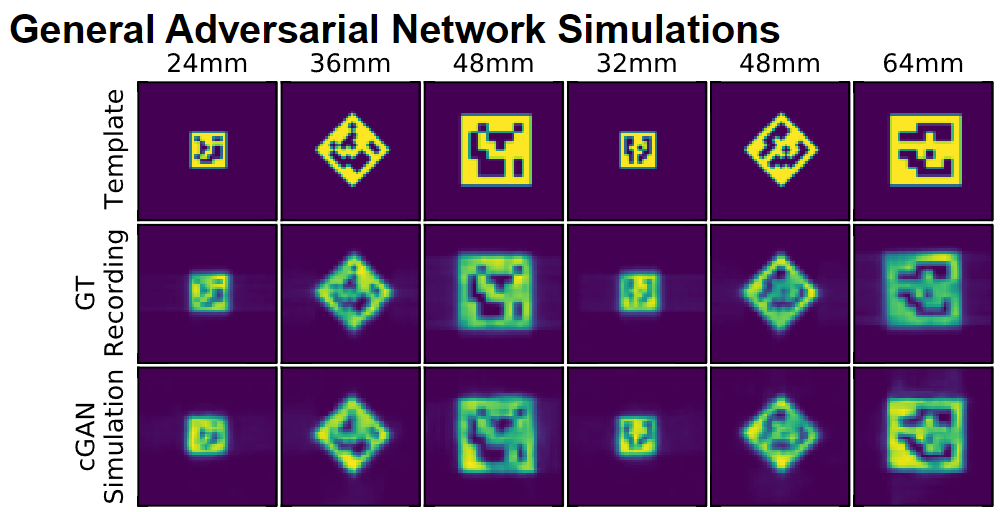 General Adversarial Network Simulations
24mm 36mm 48mm 32mm 48mm 64mm
Template
GT
Recording
cGAN
Simulation